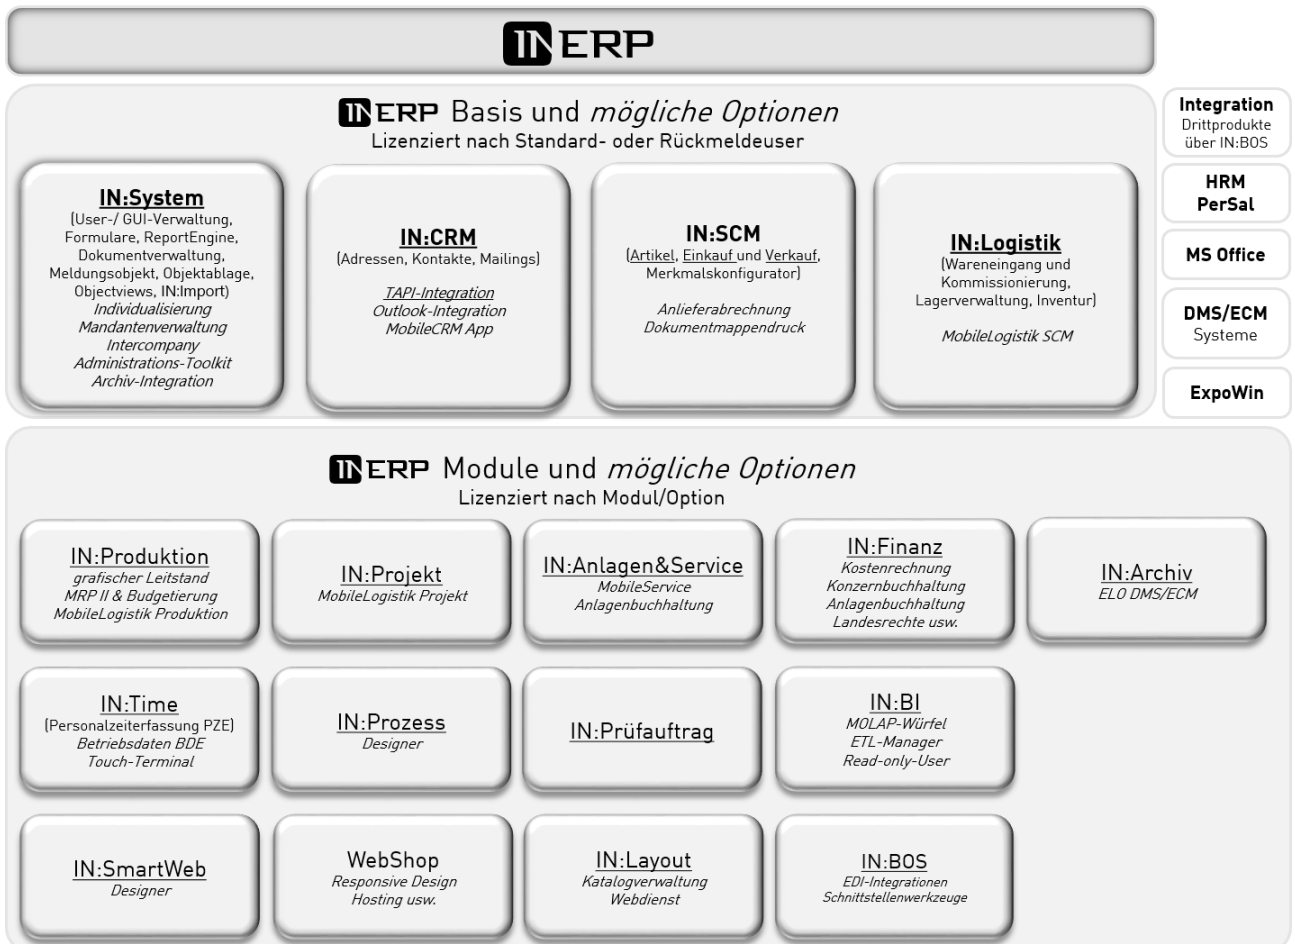 IN ERP
IN ERP Basis und mögliche Optionen
Lizenziert nach Standard- oder Rückmeldeuser
IN:System
(User-/ GUI-Verwaltung,
Formulare, ReportEngine,
Dokumentverwaltung,
Meldungsobjekt, Objektablage,
Objectviews, IN:Import)
Individualisierung
Mandantenverwaltung
Intercompany
Administrations-Toolkit
Archiv-Integration
IN:CRM
(Adressen, Kontakte, Mailings)
TAPI-Integration
Outlook-Integration
MobileCRM App
IN:SCM
(Artikel, Einkauf und Verkauf,
Merkmalskonfigurator)
Anlieferabrechnung
Dokumentmappendruck
IN:Logistik
(Wareneingang und
Kommissionierung,
Lagerverwaltung, Inventur)
MobileLogistik SCM
Integration
Drittprodukte
über IN:BOS
HRM
PerSal
MS Office
DMS/ECM
Systeme
ExpoWin
IN ERP Module und mögliche Optionen
Lizenziert nach Modul/Option
IN:Produktion
grafischer Leitstand
MRP II & Budgetierung
MobileLogistik Produktion
IN:Projekt
MobileLogistik Projekt
IN:Anlagen&Service
MobileService
Anlagenbuchhaltung
IN:Finanz
Kostenrechnung
Konzernbuchhaltung
Anlagenbuchhaltung
Landesrechte usw.
IN:Archiv
ELO DMS/ECM
IN:Time
(Personalzeiterfassung PZE)
Betriebsdaten BDE
Touch-Terminal
IN:Prozess
Designer
IN:Prüfauftrag
IN:BI
MOLAP-Würfel
ETL-Manager
Read-only-User
IN:SmartWeb
Designer
WebShop
Responsive Design
Hosting usw.
IN:Layout
Katalogverwaltung
Webdienst
IN:BOS
EDI-Integrationen
Schnittstellenwerkzeuge